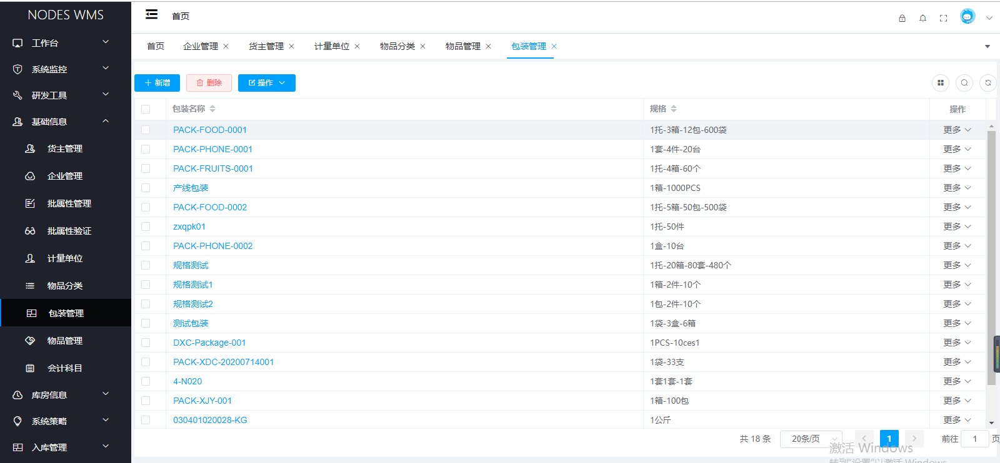 NODES WMS
首页
工作台
系统监控
研发工具
基础信息
货主管理
企业管理
批属性管理
批属性验证
计量单位
物品分类
包装管理
物品管理
会计科目
库房信息
系统策略
入库管理
首页 企业管理 货主管理 计量单位 物品分类 物品管理 包装管理
新增 删除 操作
包装名称 规格 操作
PACK-FOOD-0001 1托-3箱-12包-600袋 更多
PACK-PHONE-0001 1套-4件-20台 更多
PACK-FRUITS-0001 1托-4箱-60个 更多
产线包装 1箱-1000PCS 更多
PACK-FOOD-0002 1托-5箱-50包-500袋 更多
zxqpk01 1托-50件 更多
PACK-PHONE-0002 1盒-10台 更多
规格测试 1托-20箱-80套-480个 更多
规格测试1 1箱-2件-10个 更多
规格测试2 1包-2件-10个 更多
测试包装 1袋-3盒-6箱 更多
DXC-Package-001 1PCS-10ces1 更多
PACK-XDC-20200714001 1袋-33支 更多
4-N020 1套1套-1套 更多
PACK-XJY-001 1箱-100包 更多
030401020028-KG 1公斤 更多
共 18 条 20条/页 1 前往 1 页
激活 Windows
转到"设置"以激活 Windows